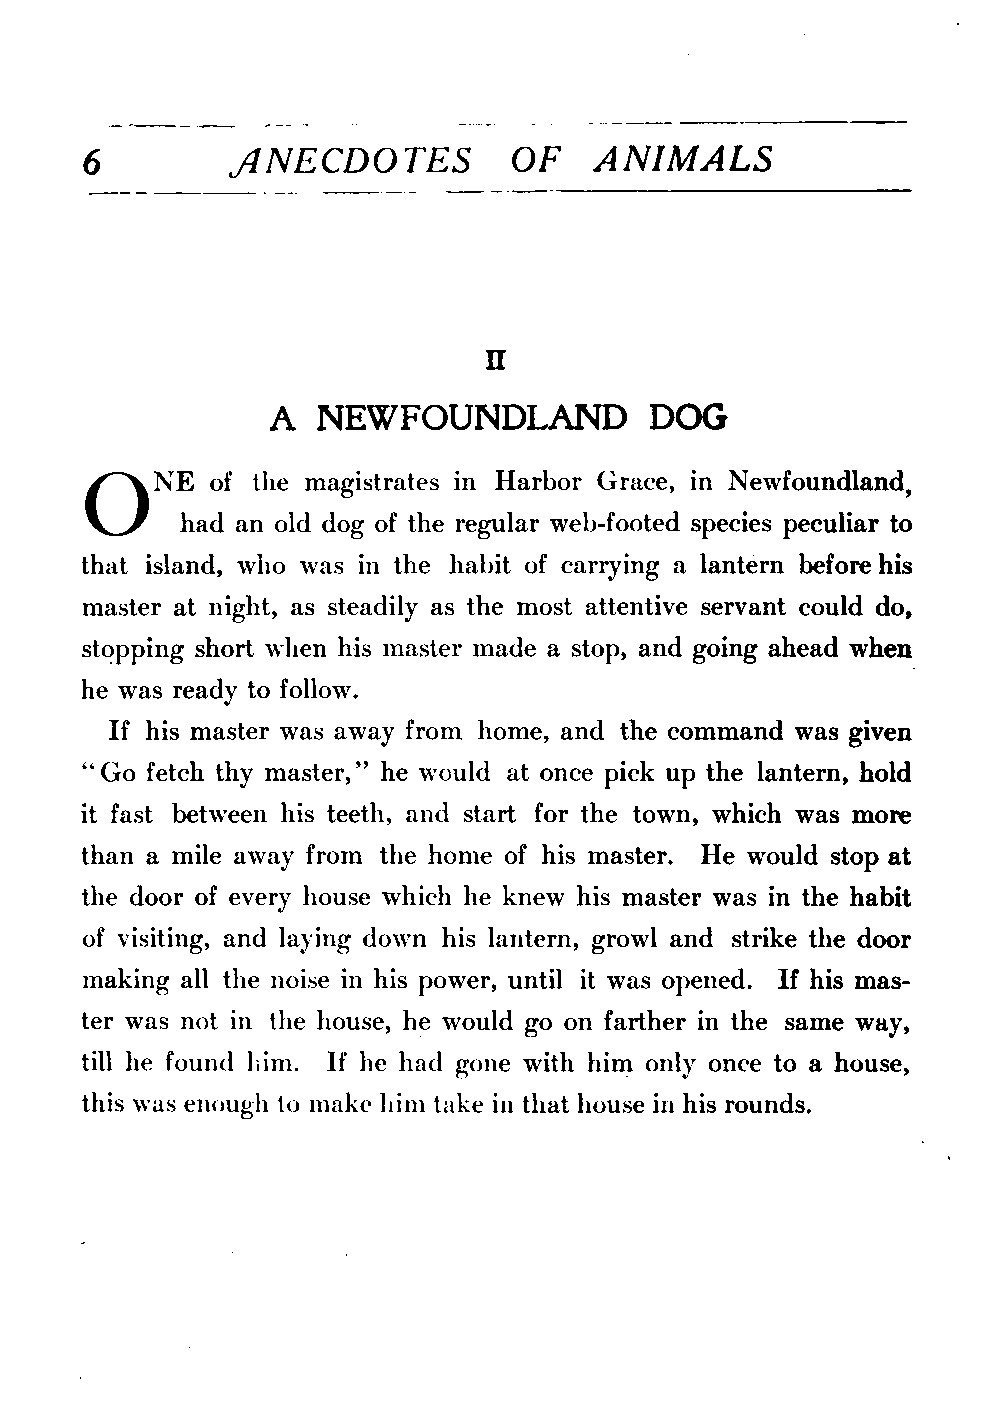 6 ANECDOTES OF ANIMALS
II
A NEWFOUNDLAND DOG
ONE of the magistrates in Harbor Grace, in Newfoundland,
had an old dog of the regular web-footed species peculiar to
that island, who was in the habit of carrying a lantern before his
master at night, as steadily as the most attentive servant could do,
stopping short when his master made a stop, and going ahead when
he was ready to follow.
If his master was away from home, and the command was given
“Go fetch thy master,” he would at once pick up the lantern, hold
it fast between his teeth, and start for the town, which was more
than a mile away from the home of his master. He would stop at
the door of every house which he knew his master was in the habit
of visiting, and laying down his lantern, growl and strike the door
making all the noise in his power, until it was opened. If his mas-
ter was not in the house, he would go on farther in the same way,
till he found him. If he had gone with him only once to a house,
this was enough to make him take in that house in his rounds.